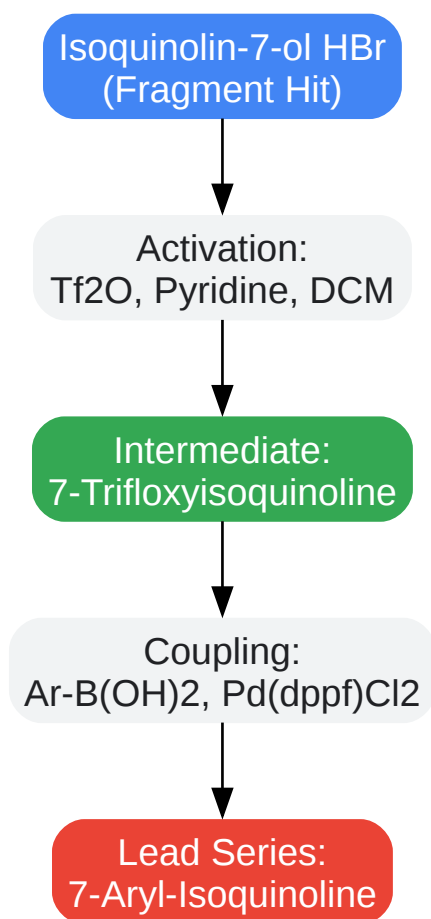 Isoquinolin-7-ol HBr
(Fragment Hit)
Activation:
Tf2O, Pyridine, DCM
Intermediate:
7-Trifloxyisoquinoline
Coupling:
Ar-B(OH)2, Pd(dppf)Cl2
Lead Series:
7-Aryl-Isoquinoline